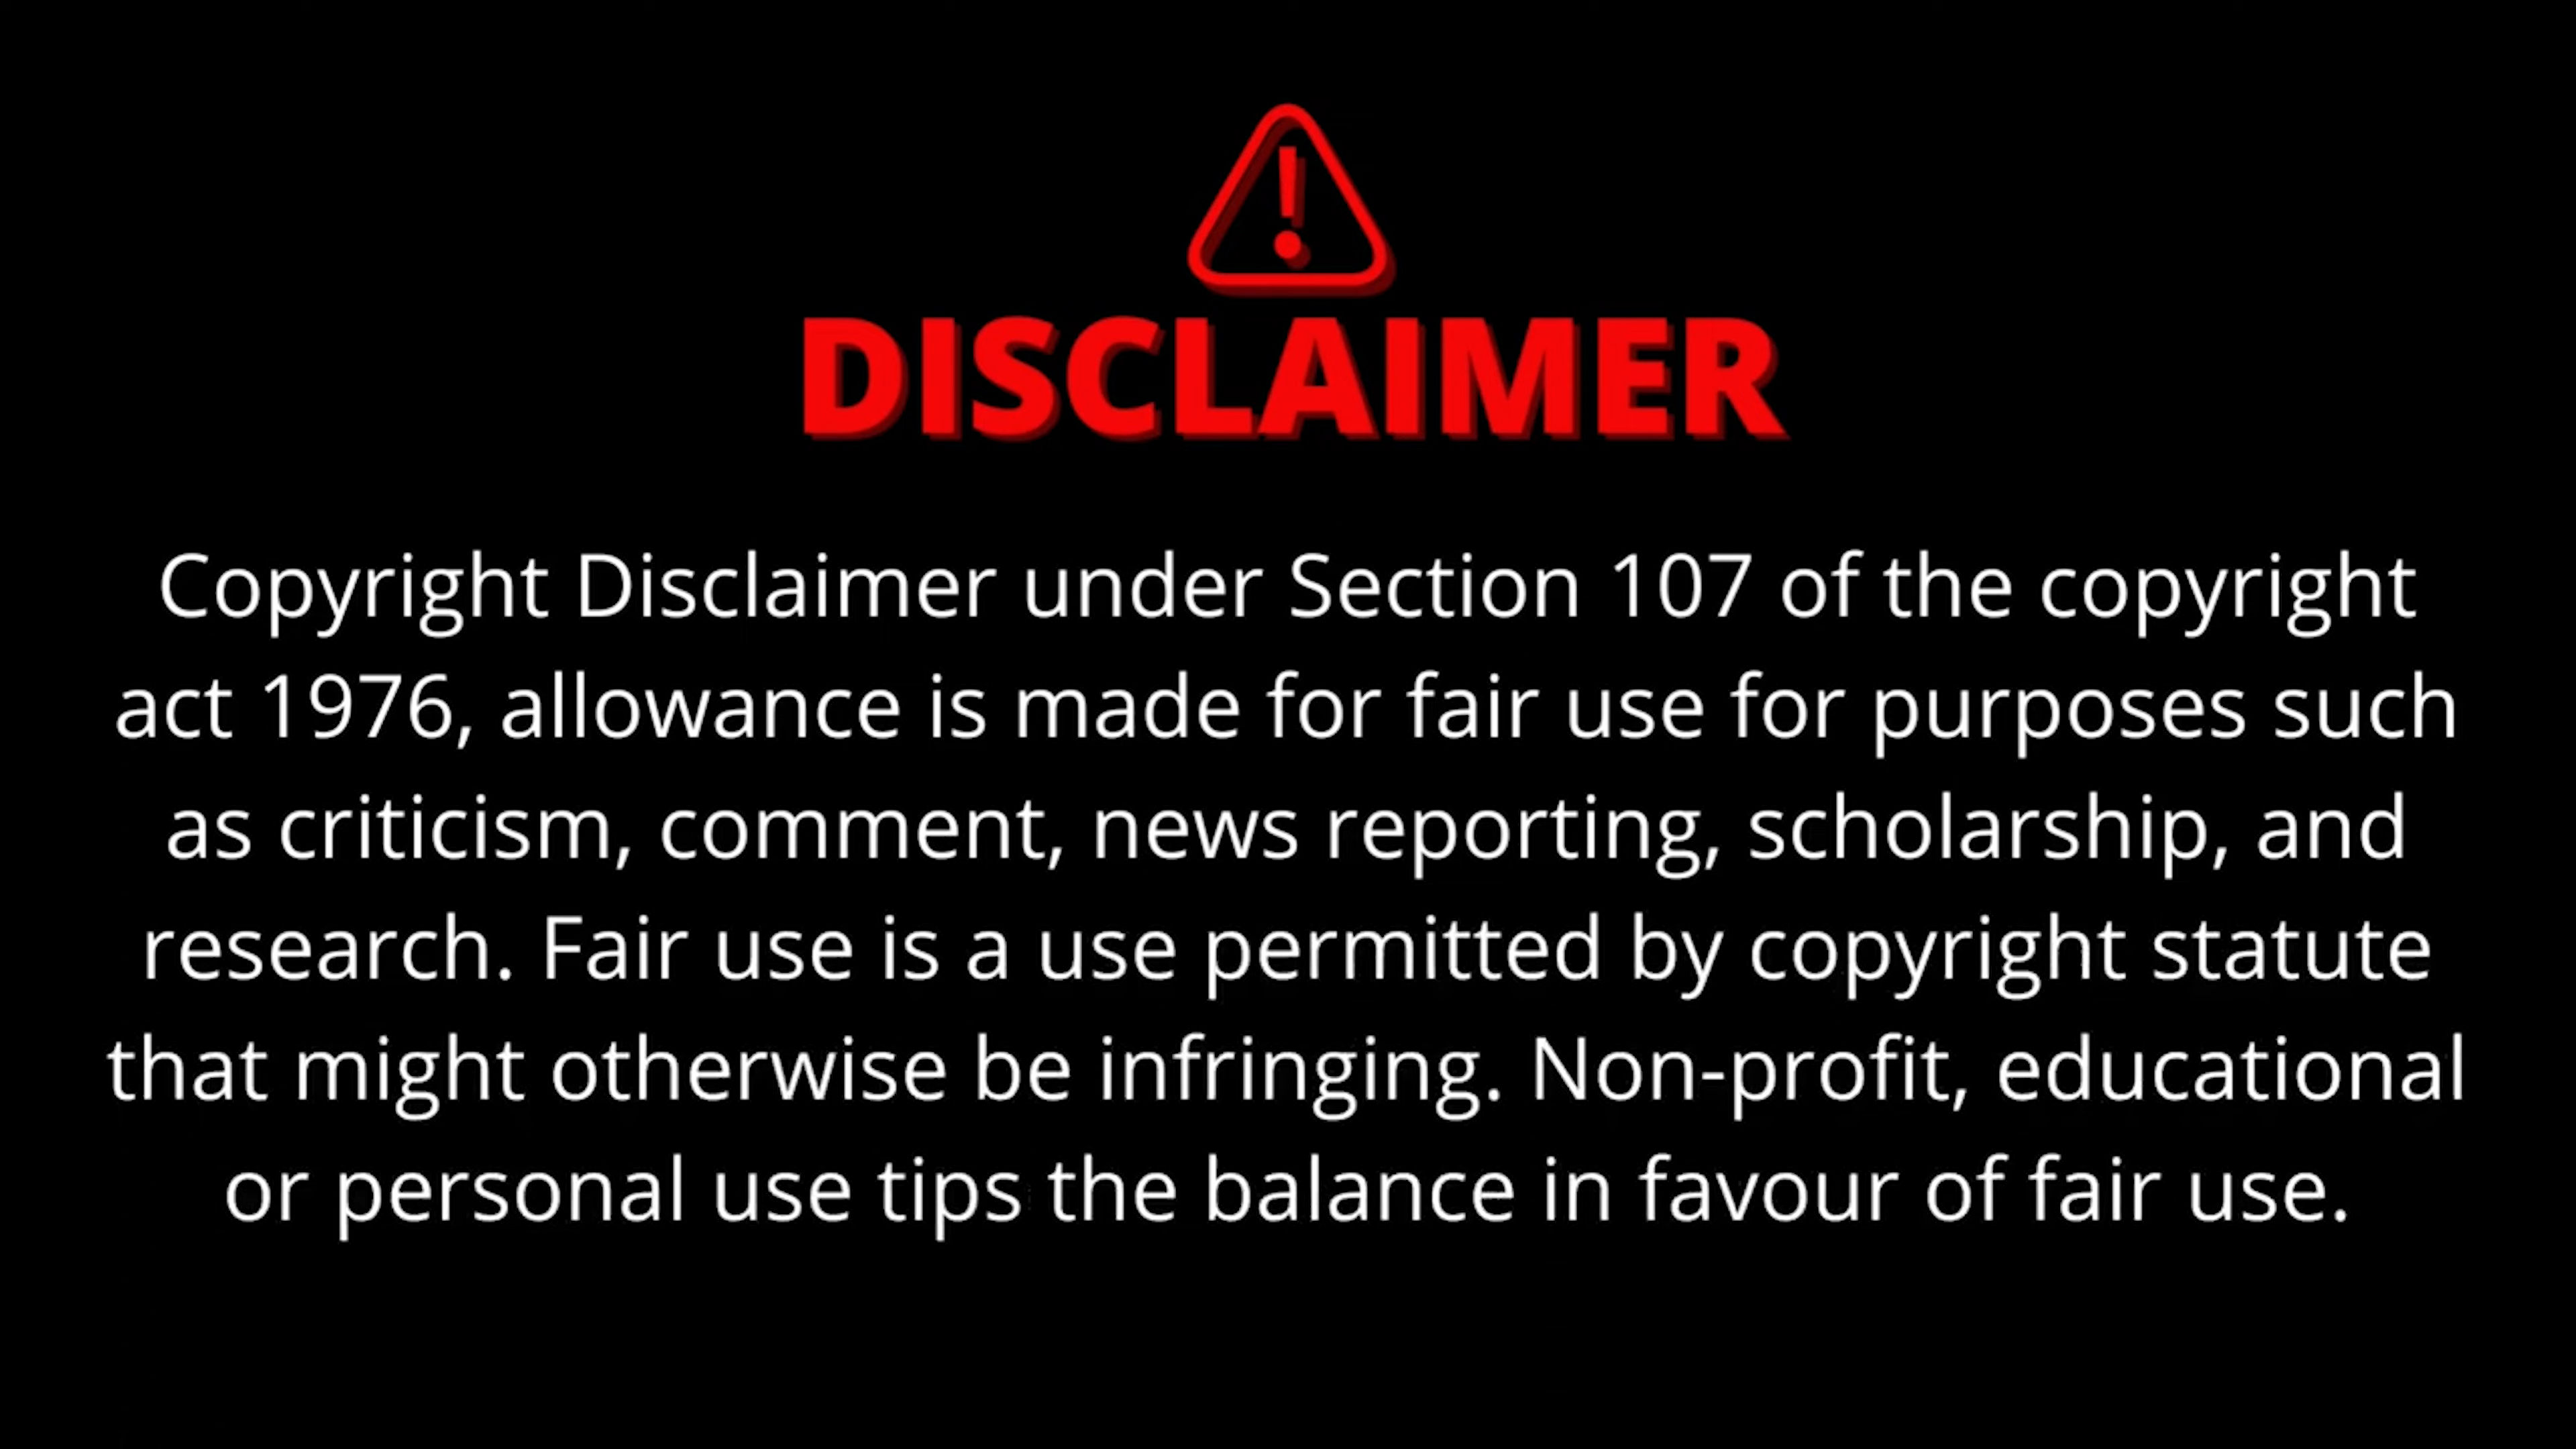 DISCLAIMER
Copyright Disclaimer under Section 107 of the copyright
act 1976, allowance is made for fair use for purposes such
as criticism, comment, news reporting, scholarship, and
research. Fair use is a use permitted by copyright statute
that might otherwise be infringing. Non-profit, educational
or personal use tips the balance in favour of fair use.